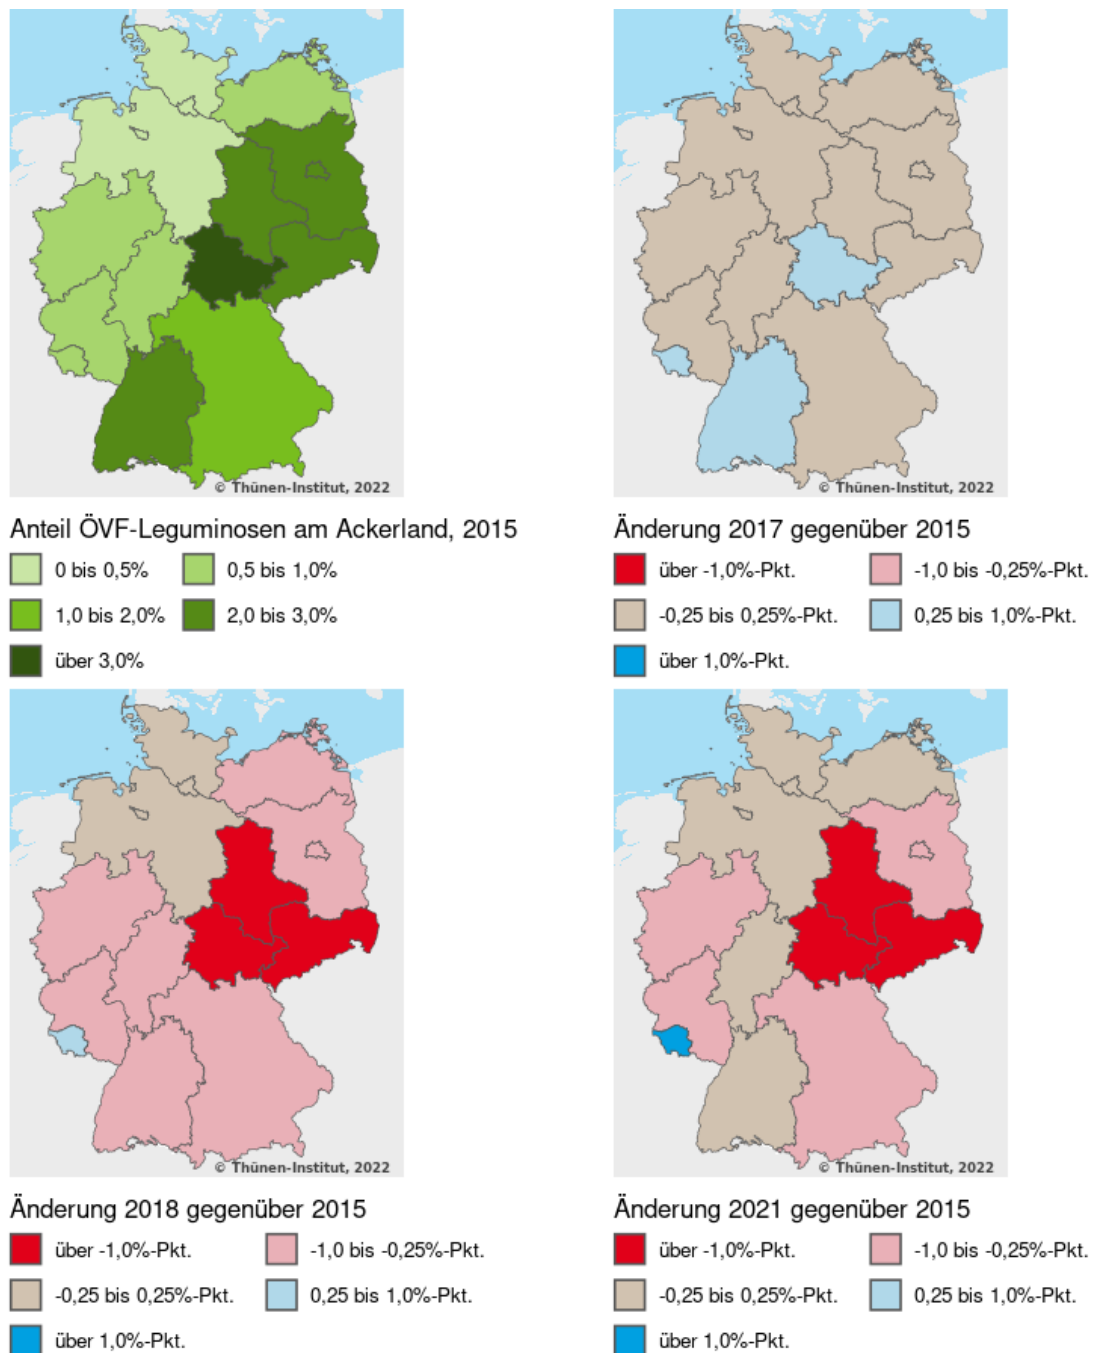 © Thünen-Institut, 2022
Anteil ÖVF-Leguminosen am Ackerland, 2015
0 bis 0,5%
0,5 bis 1,0%
1,0 bis 2,0%
2,0 bis 3,0%
über 3,0%
© Thünen-Institut, 2022
Änderung 2017 gegenüber 2015
über -1,0%-Pkt.
-1,0 bis -0,25%-Pkt.
-0,25 bis 0,25%-Pkt.
0,25 bis 1,0%-Pkt.
über 1,0%-Pkt.
© Thünen-Institut, 2022
Änderung 2018 gegenüber 2015
über -1,0%-Pkt.
-1,0 bis -0,25%-Pkt.
-0,25 bis 0,25%-Pkt.
0,25 bis 1,0%-Pkt.
über 1,0%-Pkt.
© Thünen-Institut, 2022
Änderung 2021 gegenüber 2015
über -1,0%-Pkt.
-1,0 bis -0,25%-Pkt.
-0,25 bis 0,25%-Pkt.
0,25 bis 1,0%-Pkt.
über 1,0%-Pkt.